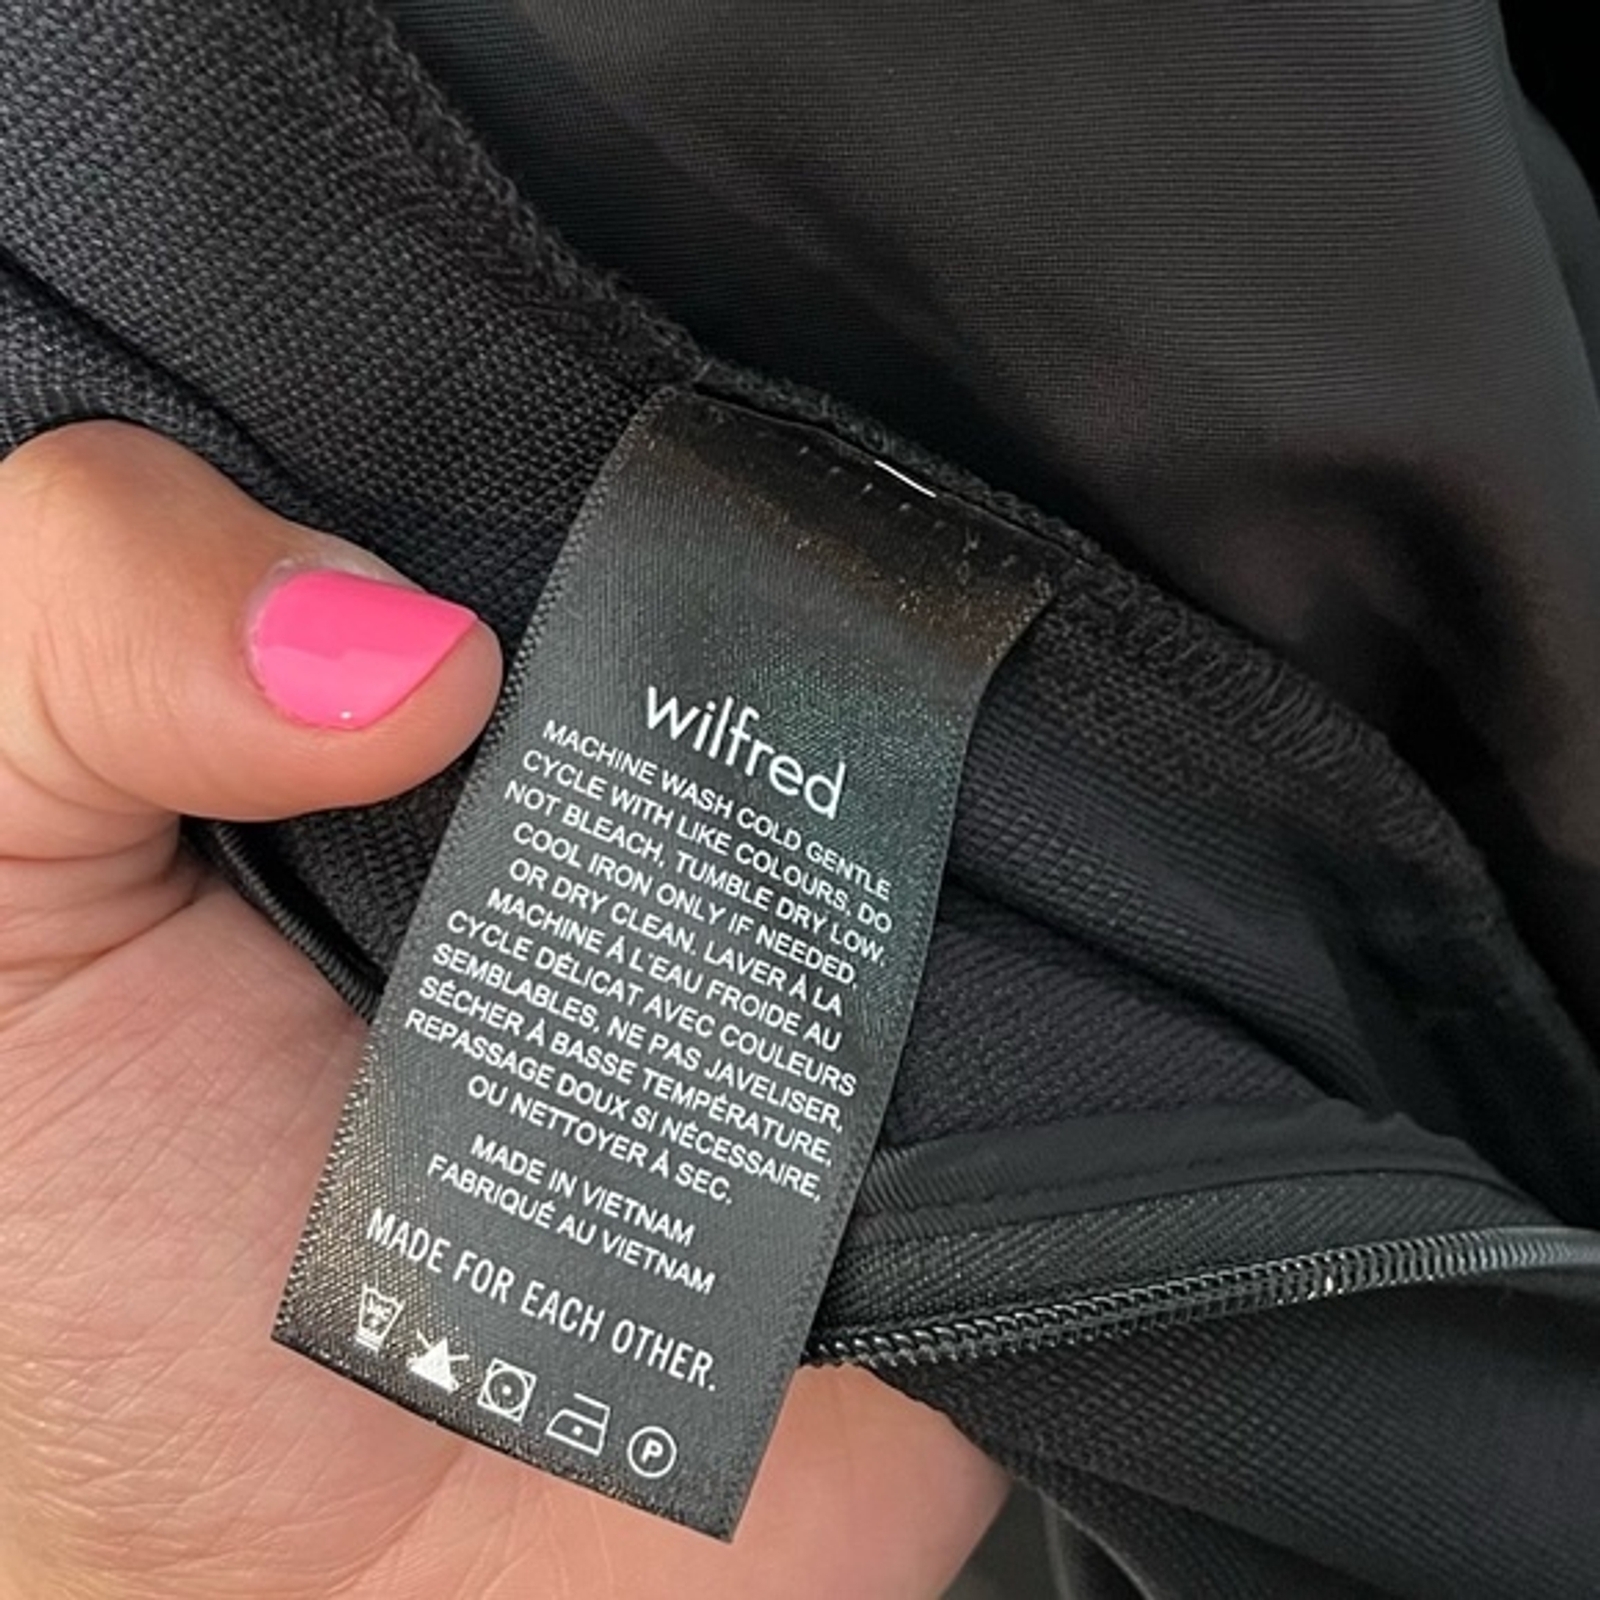 wilfred
MACHINE WASH COLD GENTLE
CYCLE WITH LIKE COLOURS, DO
NOT BLEACH, TUMBLE DRY LOW.
COOL IRON ONLY IF NEEDED,
OR DRY CLEAN. LAVER À LA
MACHINE À L'EAU FROIDE AU
CYCLE DÉLICAT AVEC COULEURS
SEMBLABLES, NE PAS JAVELISER,
SÉCHER À BASSE TEMPÉRATURE,
REPASSAGE DOUX SI NÉCESSAIRE,
OU NETTOYER À SEC.
MADE IN VIETNAM
FABRIQUÉ AU VIETNAM
MADE FOR EACH OTHER.
P